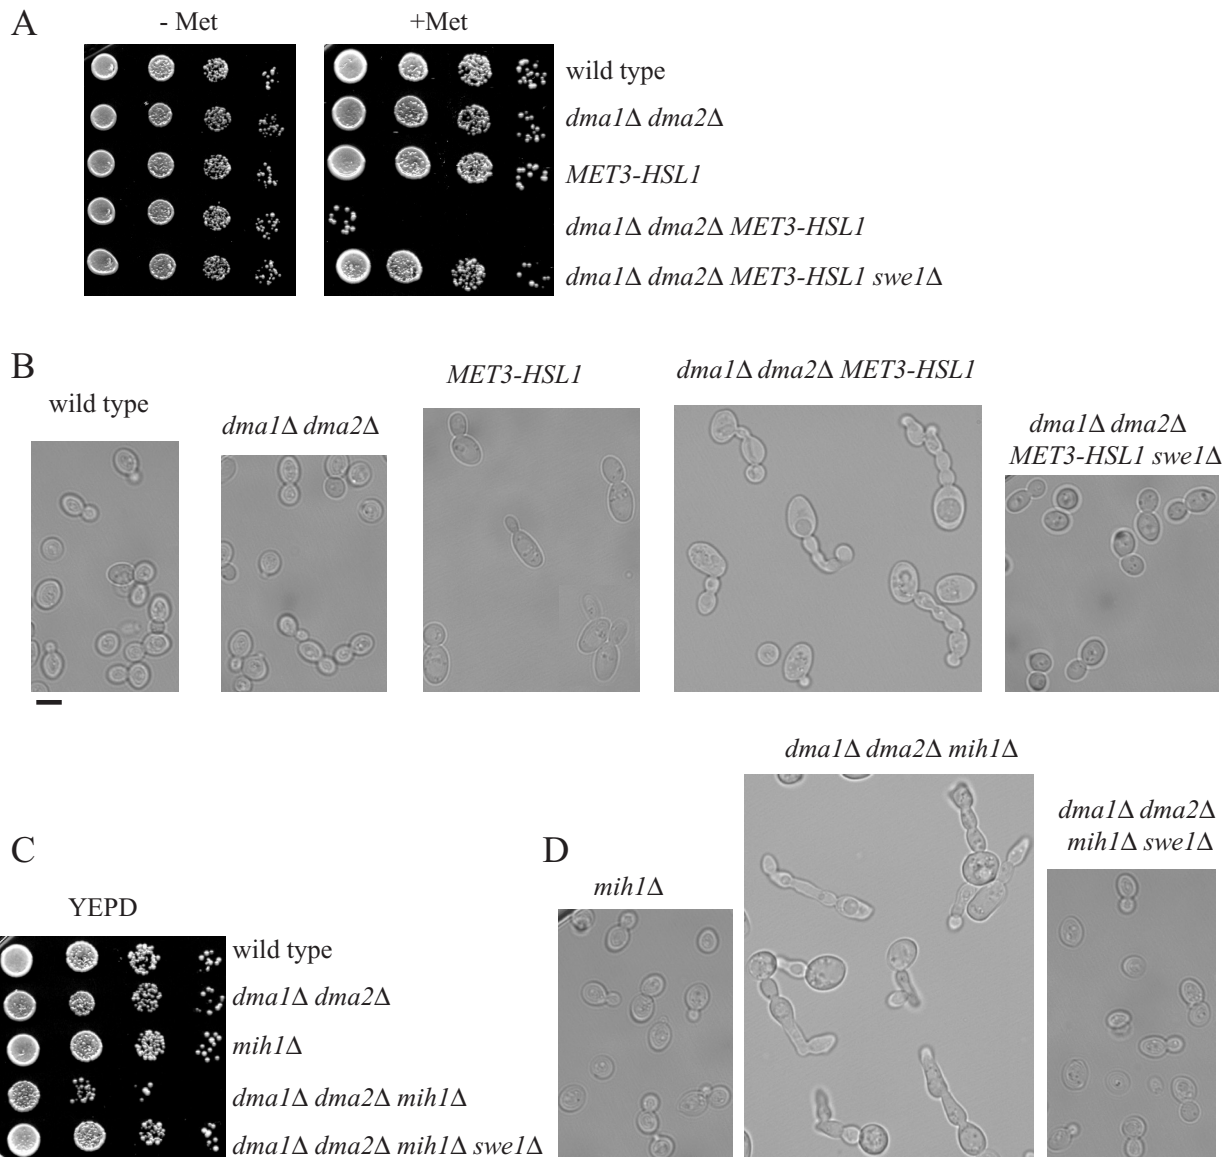 A
- Met
+Met
wild type
dma1Δ dma2Δ
MET3-HSL1
dma1Δ dma2Δ MET3-HSL1
dma1Δ dma2Δ MET3-HSL1 swe1Δ
B
wild type
dma1Δ dma2Δ
MET3-HSL1
dma1Δ dma2Δ MET3-HSL1
dma1Δ dma2Δ
MET3-HSL1 swe1Δ
C
YEPD
wild type
dma1Δ dma2Δ
mih1Δ
dma1Δ dma2Δ mih1Δ
dma1Δ dma2Δ mih1Δ swe1Δ
D
mih1Δ
dma1Δ dma2Δ mih1Δ
dma1Δ dma2Δ
mih1Δ swe1Δ